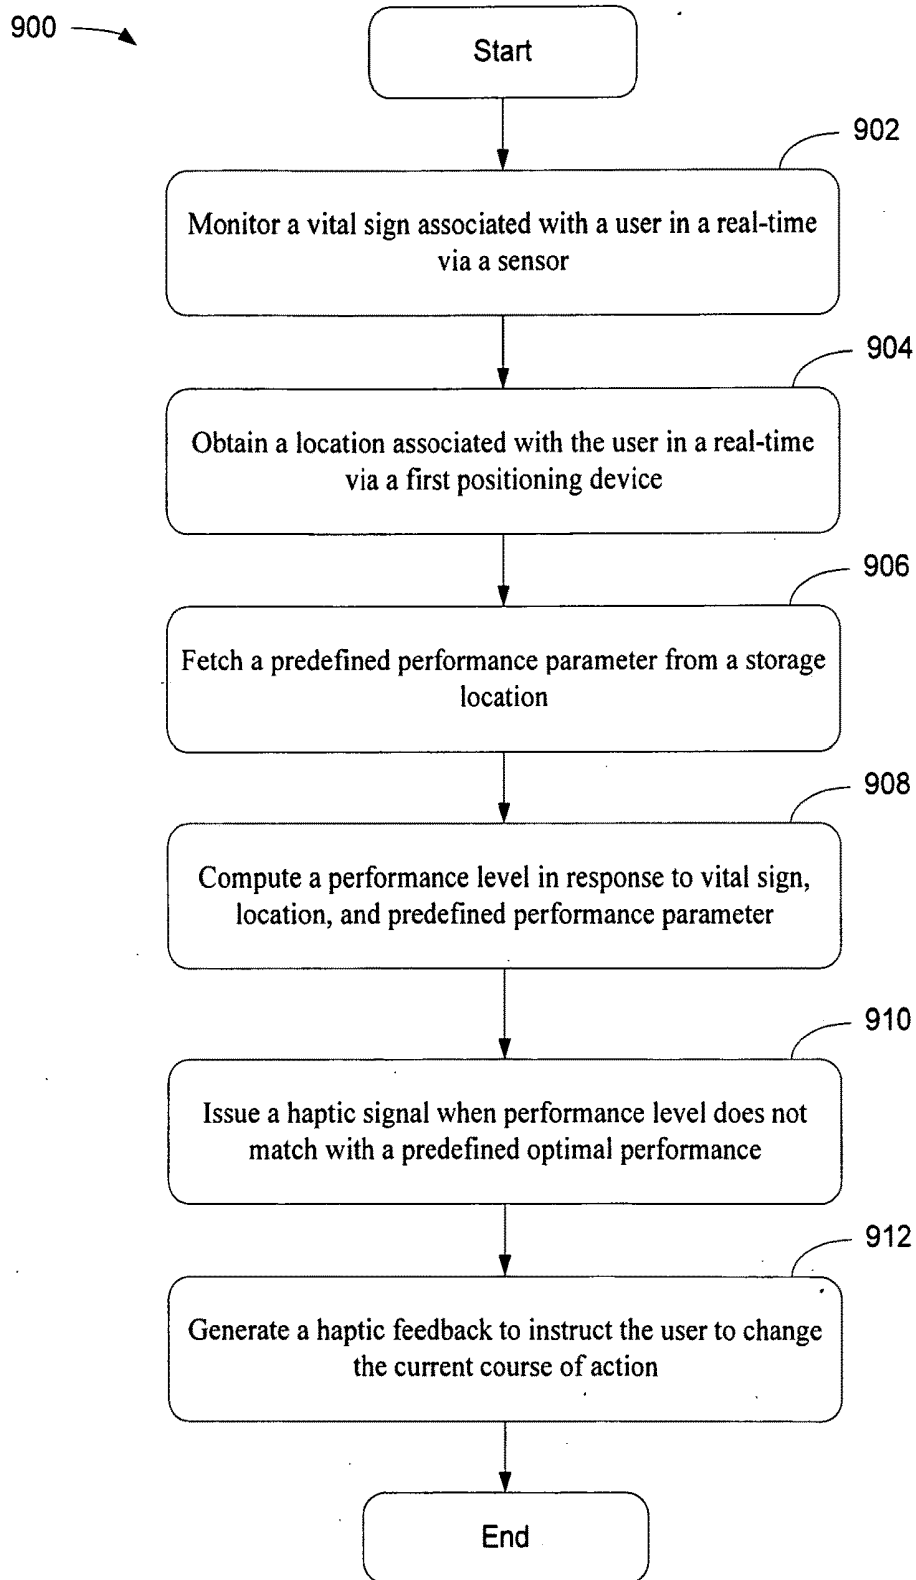 900
Start
902
Monitor a vital sign associated with a user in a real-time
via a sensor
904
Obtain a location associated with the user in a real-time
via a first positioning device
906
Fetch a predefined performance parameter from a storage
location
908
Compute a performance level in response to vital sign,
location, and predefined performance parameter
910
Issue a haptic signal when performance level does not
match with a predefined optimal performance
912
Generate a haptic feedback to instruct the user to change
the current course of action
End